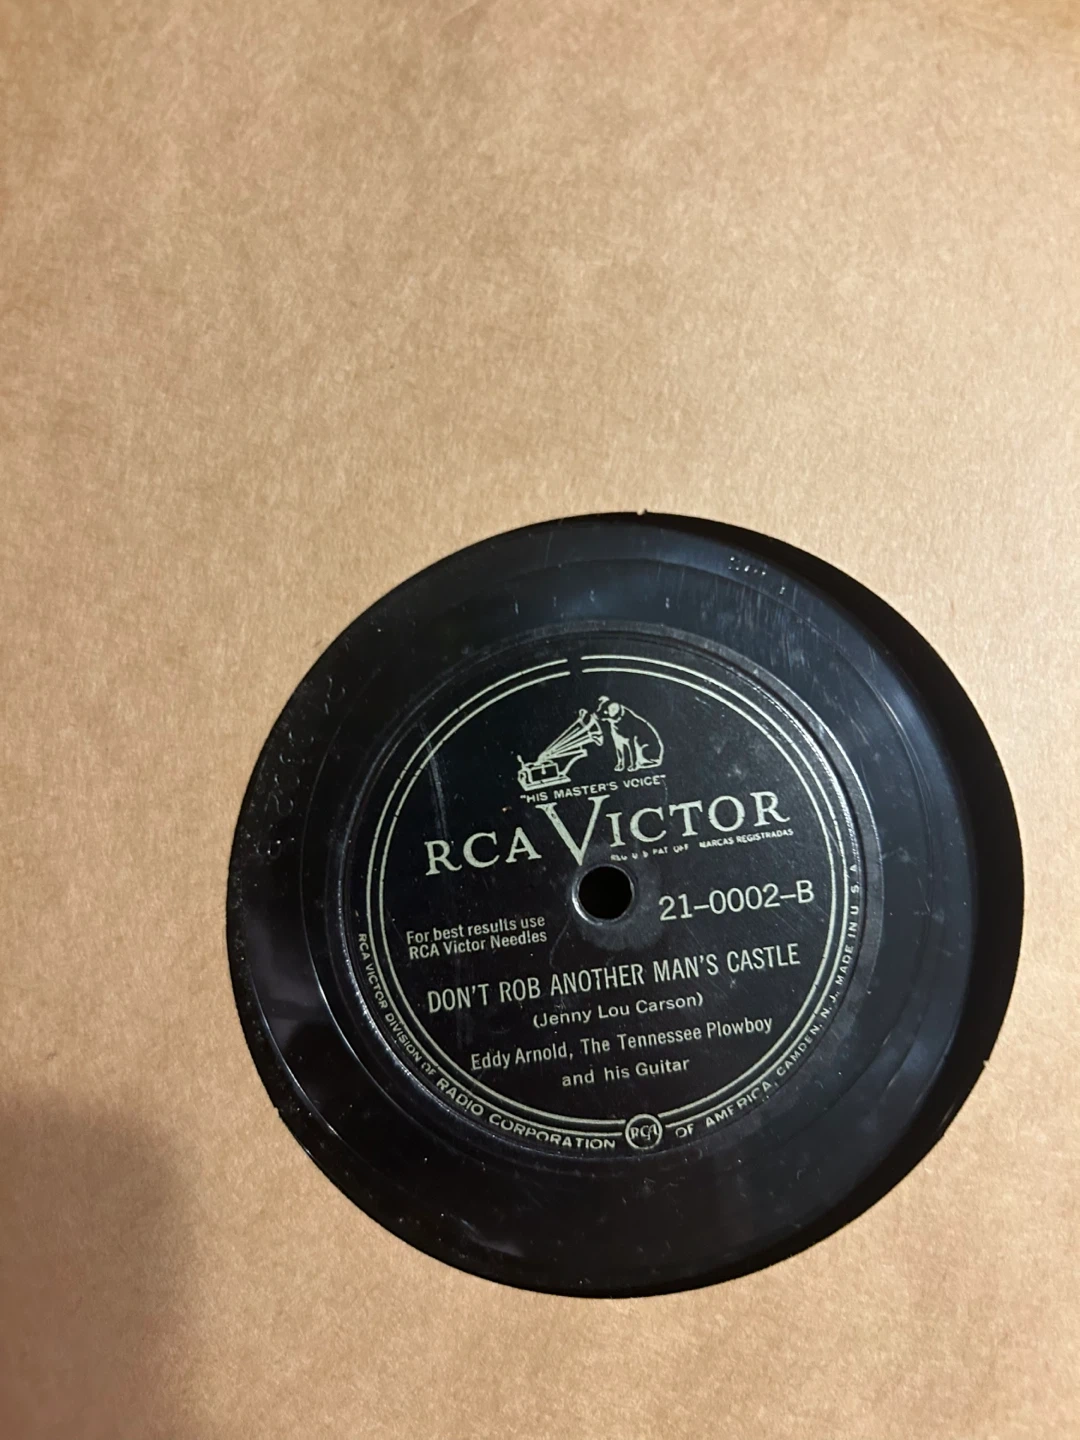 "HIS MASTER'S VOICE"
RCA VICTOR
REG U S PAT OFF MARCAS REGISTRADAS
21-0002-B
For best results use
RCA Victor Needles
DON'T ROB ANOTHER MAN'S CASTLE
(Jenny Lou Carson)
Eddy Arnold, The Tennessee Plowboy
and his Guitar
RCA VICTOR DIVISION OF RADIO CORPORATION RCA OF AMERICA, CAMDEN, N.J. MADE IN U.S.A.